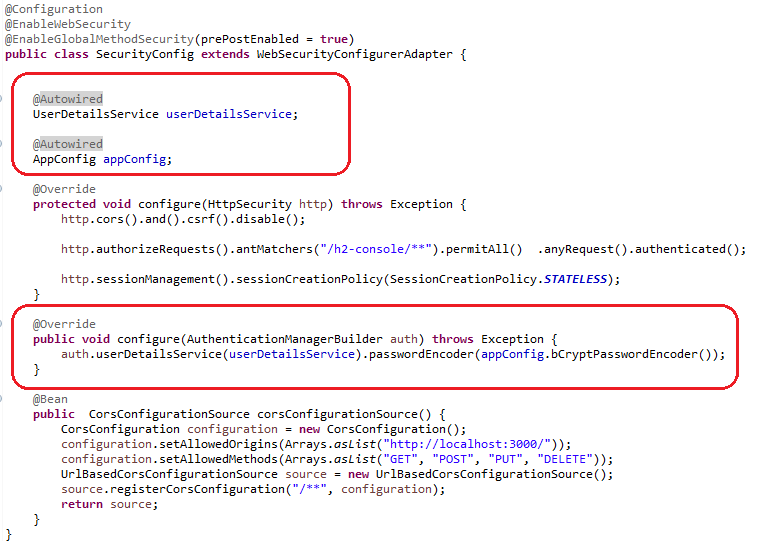 @Configuration
@EnableWebSecurity
@EnableGlobalMethodSecurity(prePostEnabled = true)
public class SecurityConfig extends WebSecurityConfigurerAdapter {
@Autowired
UserDetailsService userDetailsService;
@Autowired
AppConfig appConfig;
@Override
protected void configure(HttpSecurity http) throws Exception {
http.cors().and().csrf().disable();
http.authorizeRequests().antMatchers("/h2-console/**").permitAll()  .anyRequest().authenticated();
http.sessionManagement().sessionCreationPolicy(SessionCreationPolicy.STATELESS);
}
@Override
public void configure(AuthenticationManagerBuilder auth) throws Exception {
auth.userDetailsService(userDetailsService).passwordEncoder(appConfig.bCryptPasswordEncoder());
}
@Bean
public  CorsConfigurationSource corsConfigurationSource() {
CorsConfiguration configuration = new CorsConfiguration();
configuration.setAllowedOrigins(Arrays.asList("http://localhost:3000/"));
configuration.setAllowedMethods(Arrays.asList("GET", "POST", "PUT", "DELETE"));
UrlBasedCorsConfigurationSource source = new UrlBasedCorsConfigurationSource();
source.registerCorsConfiguration("/**", configuration);
return source;
}
}